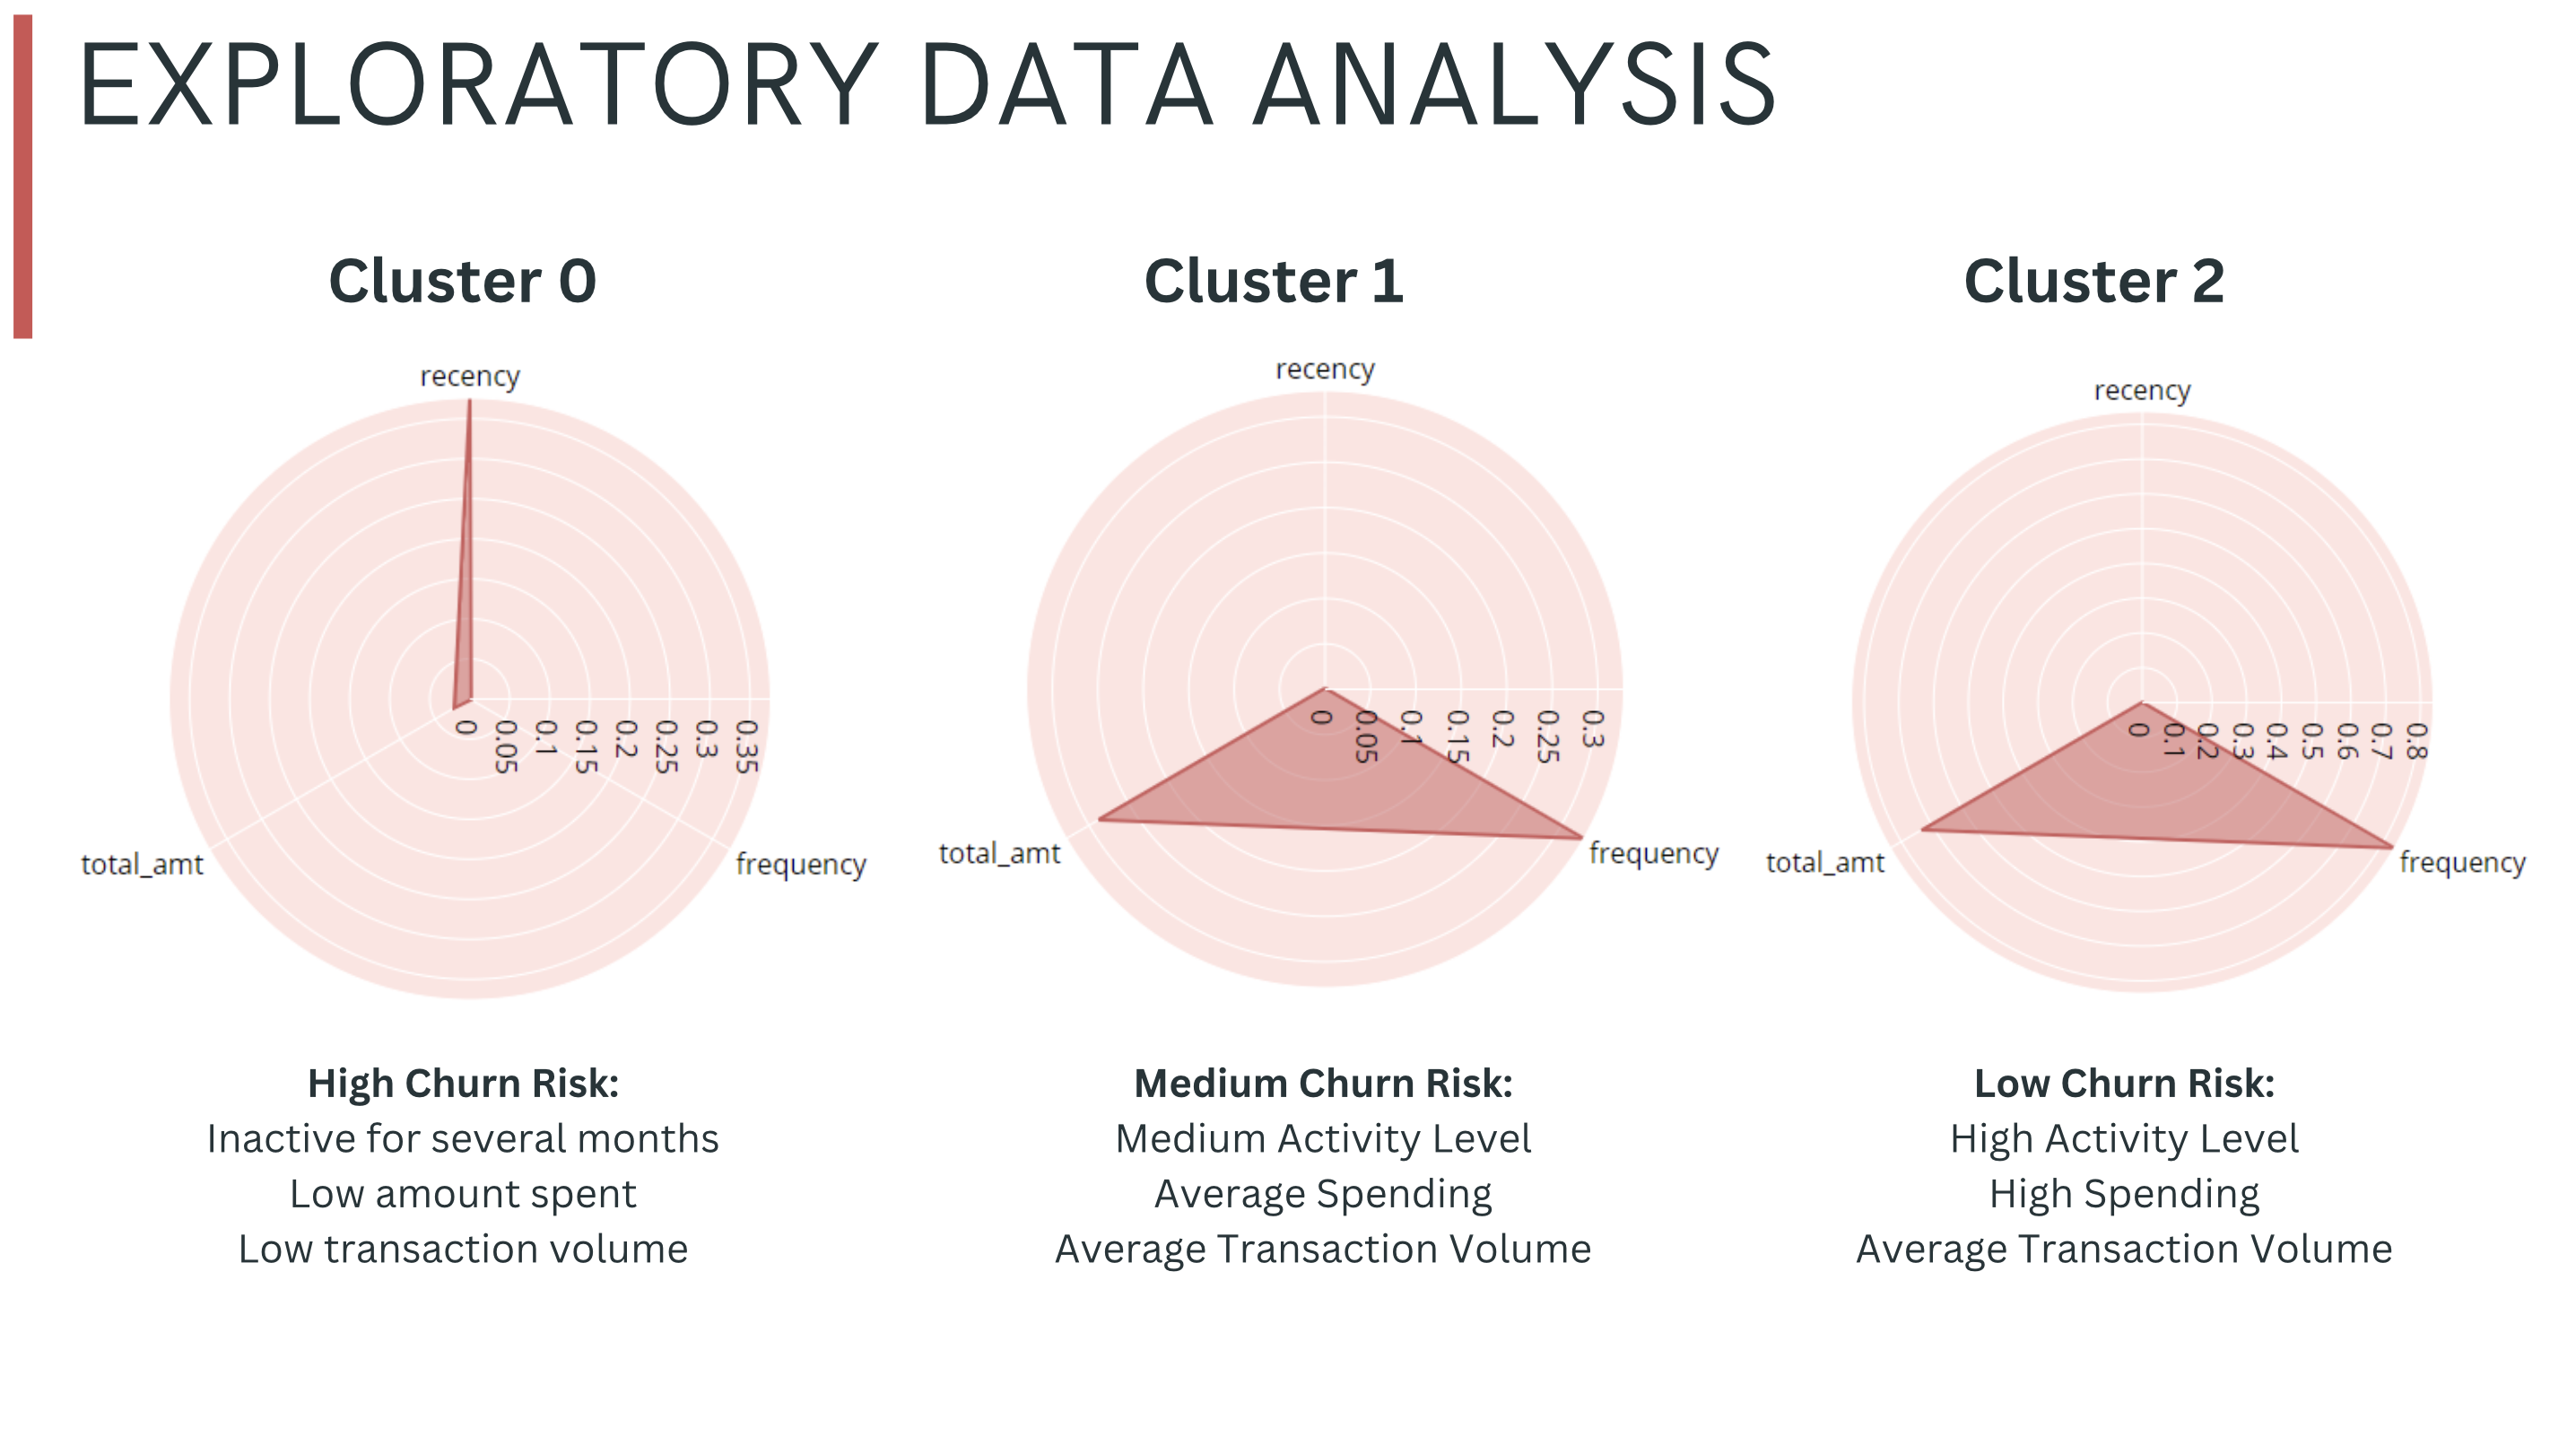 EXPLORATORY DATA ANALYSIS
Cluster 0
recency
0
0.05
0.1
0.15
0.2
0.25
0.3
0.35
total_amt
frequency
High Churn Risk:
Inactive for several months
Low amount spent
Low transaction volume
Cluster 1
recency
0
0.05
0.1
0.15
0.2
0.25
0.3
total_amt
frequency
Medium Churn Risk:
Medium Activity Level
Average Spending
Average Transaction Volume
Cluster 2
recency
0
0.1
0.2
0.3
0.4
0.5
0.6
0.7
0.8
total_amt
frequency
Low Churn Risk:
High Activity Level
High Spending
Average Transaction Volume